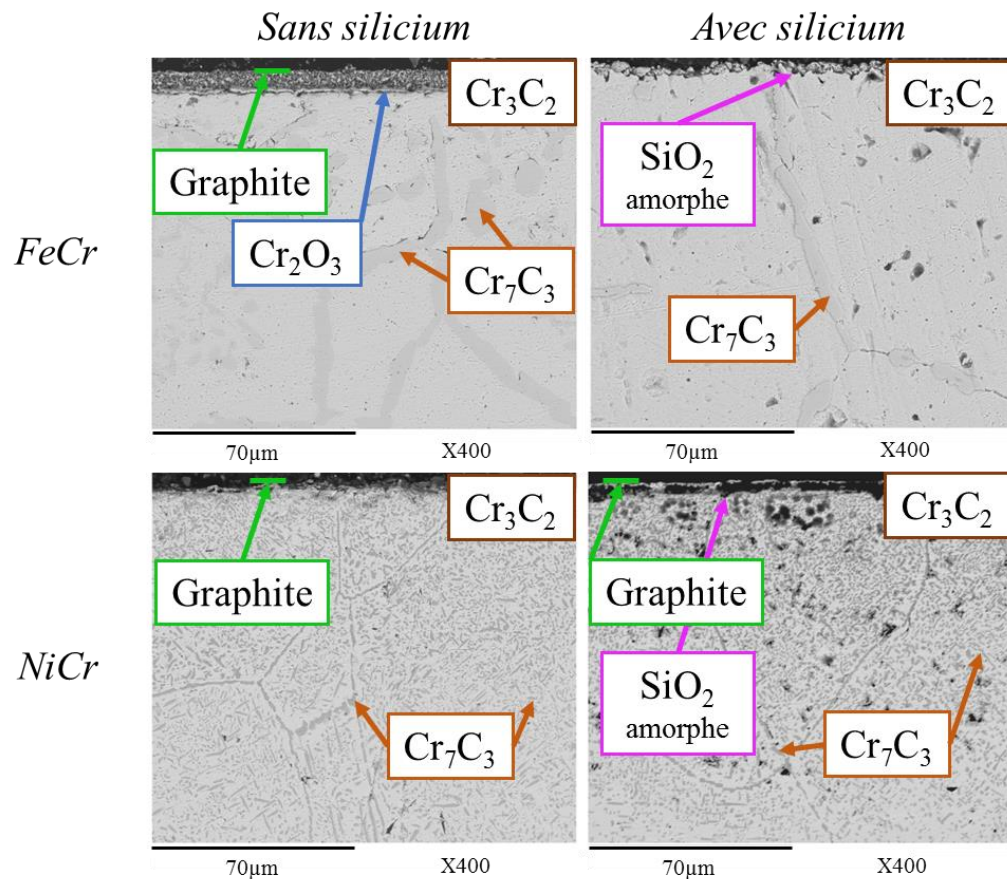 Sans silicium
Avec silicium
FeCr
Cr₃C₂
Graphite
Cr₂O₃
Cr₇C₃
70µm
X400
Cr₃C₂
SiO₂
amorphe
Cr₇C₃
70µm
X400
NiCr
Cr₃C₂
Graphite
Cr₇C₃
70µm
X400
Cr₃C₂
Graphite
SiO₂
amorphe
Cr₇C₃
70µm
X400